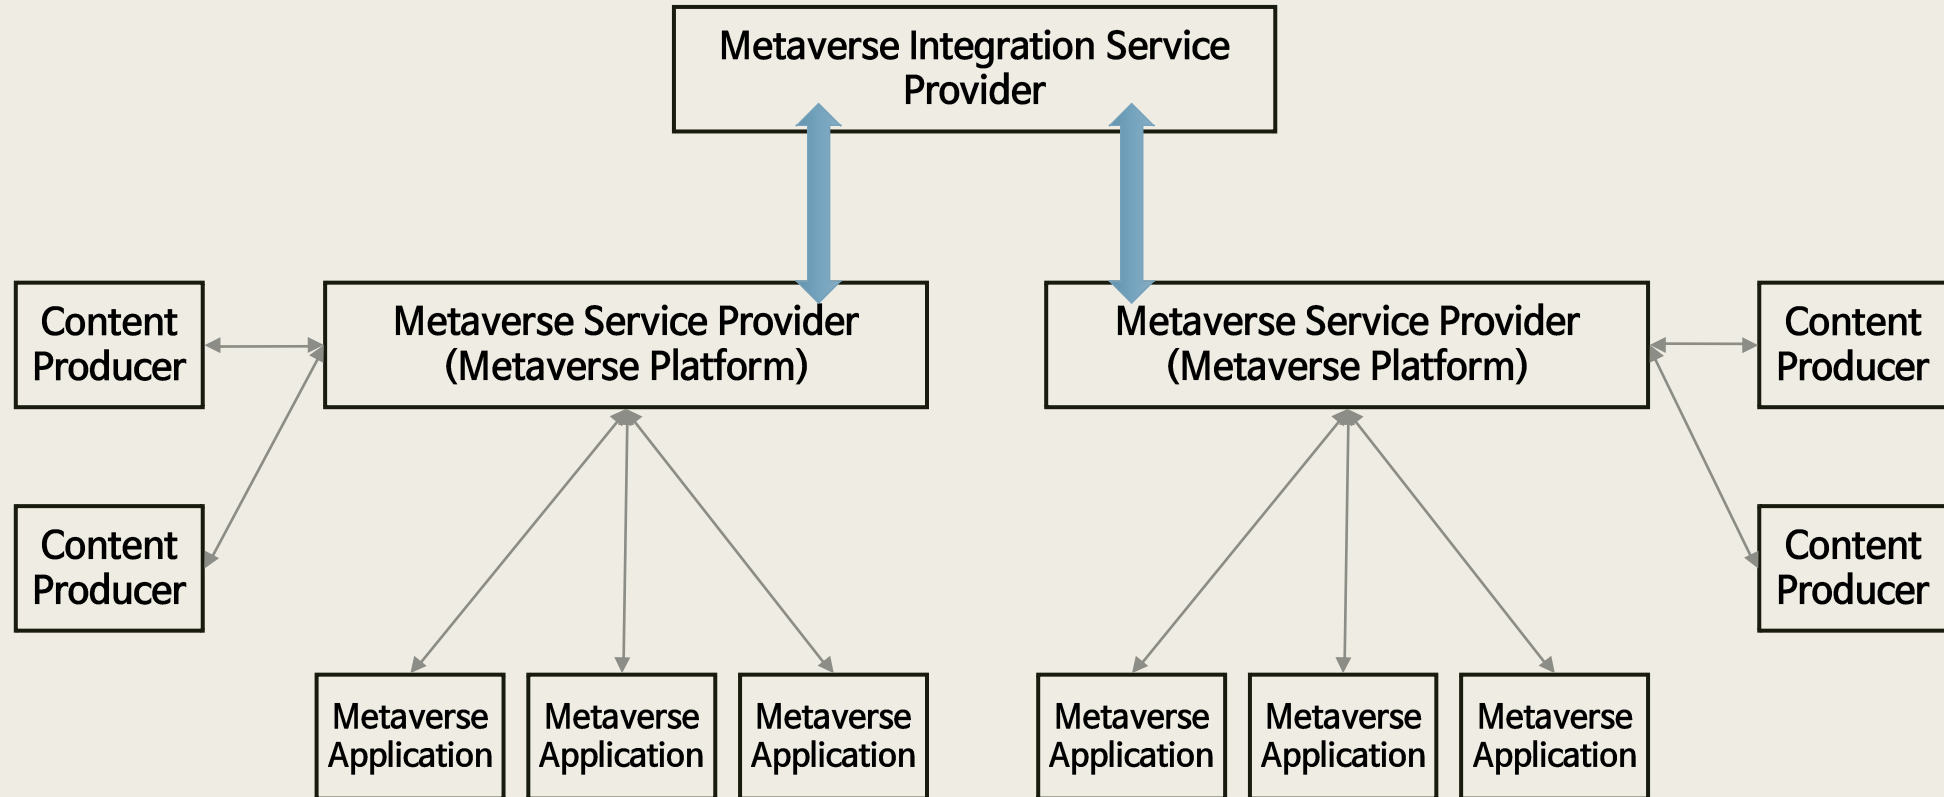 Metaverse Integration Service
Provider
Content
Producer
Metaverse Service Provider
(Metaverse Platform)
Metaverse Service Provider
(Metaverse Platform)
Content
Producer
Content
Producer
Content
Producer
Metaverse
Application
Metaverse
Application
Metaverse
Application
Metaverse
Application
Metaverse
Application
Metaverse
Application